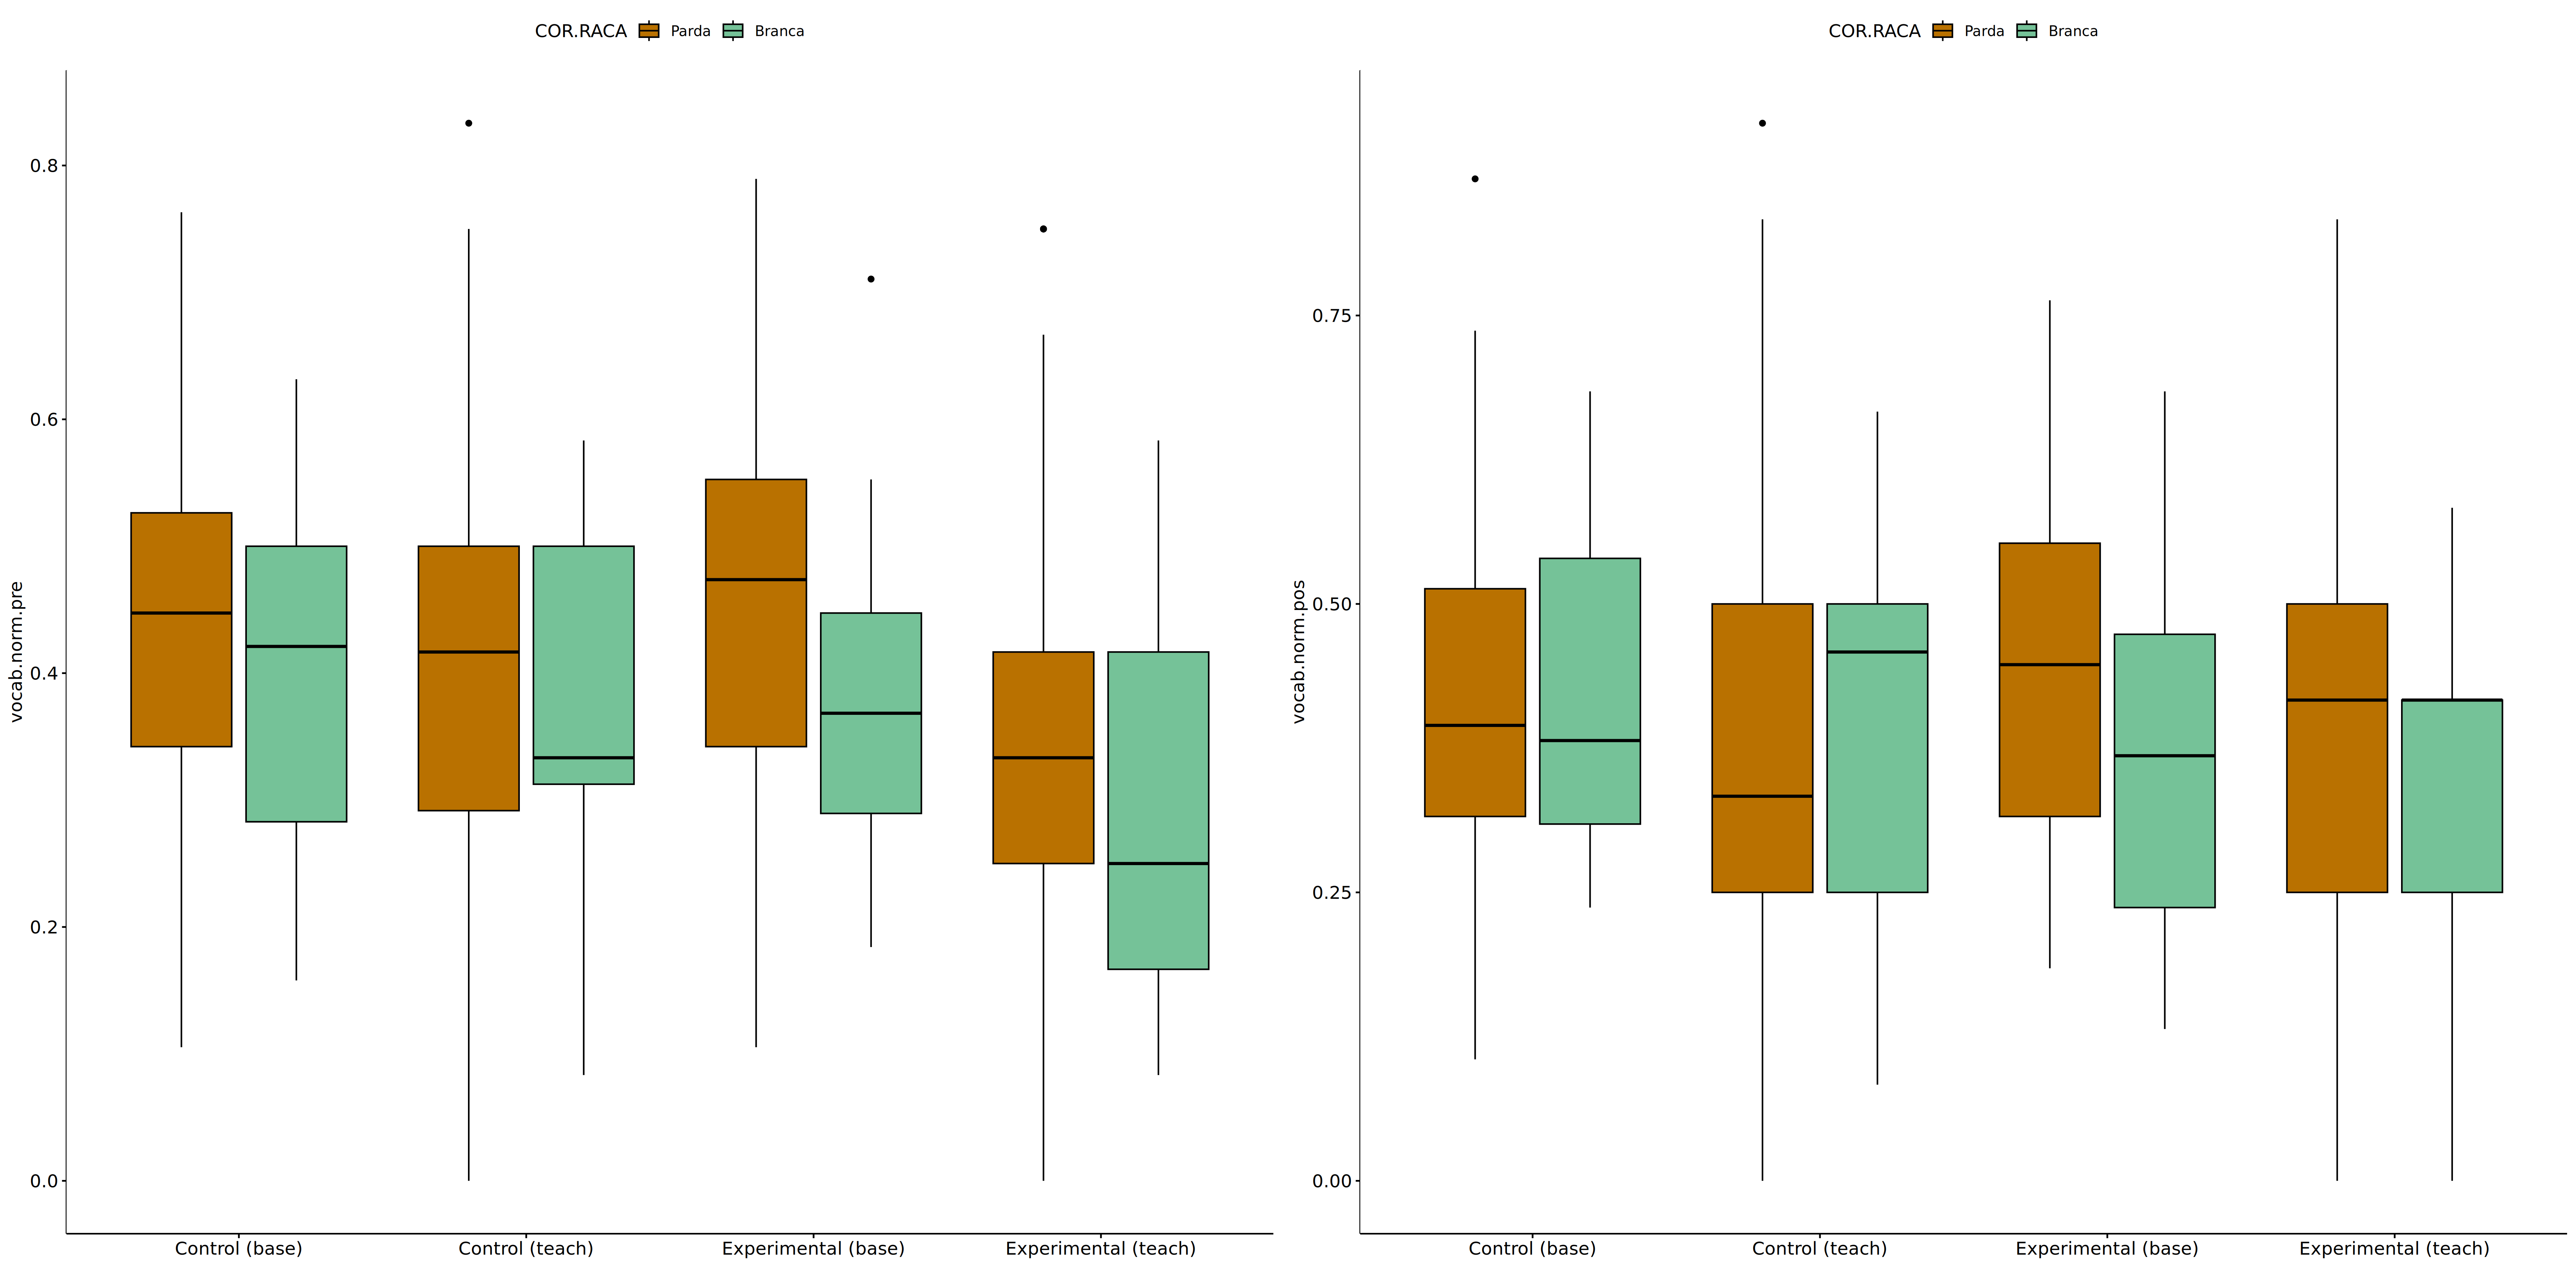 COR.RACA Parda Branca
vocab.norm.pre
0.8
0.6
0.4
0.2
0.0
Control (base) Control (teach) Experimental (base) Experimental (teach)
COR.RACA Parda Branca
vocab.norm.pos
0.75
0.50
0.25
0.00
Control (base) Control (teach) Experimental (base) Experimental (teach)